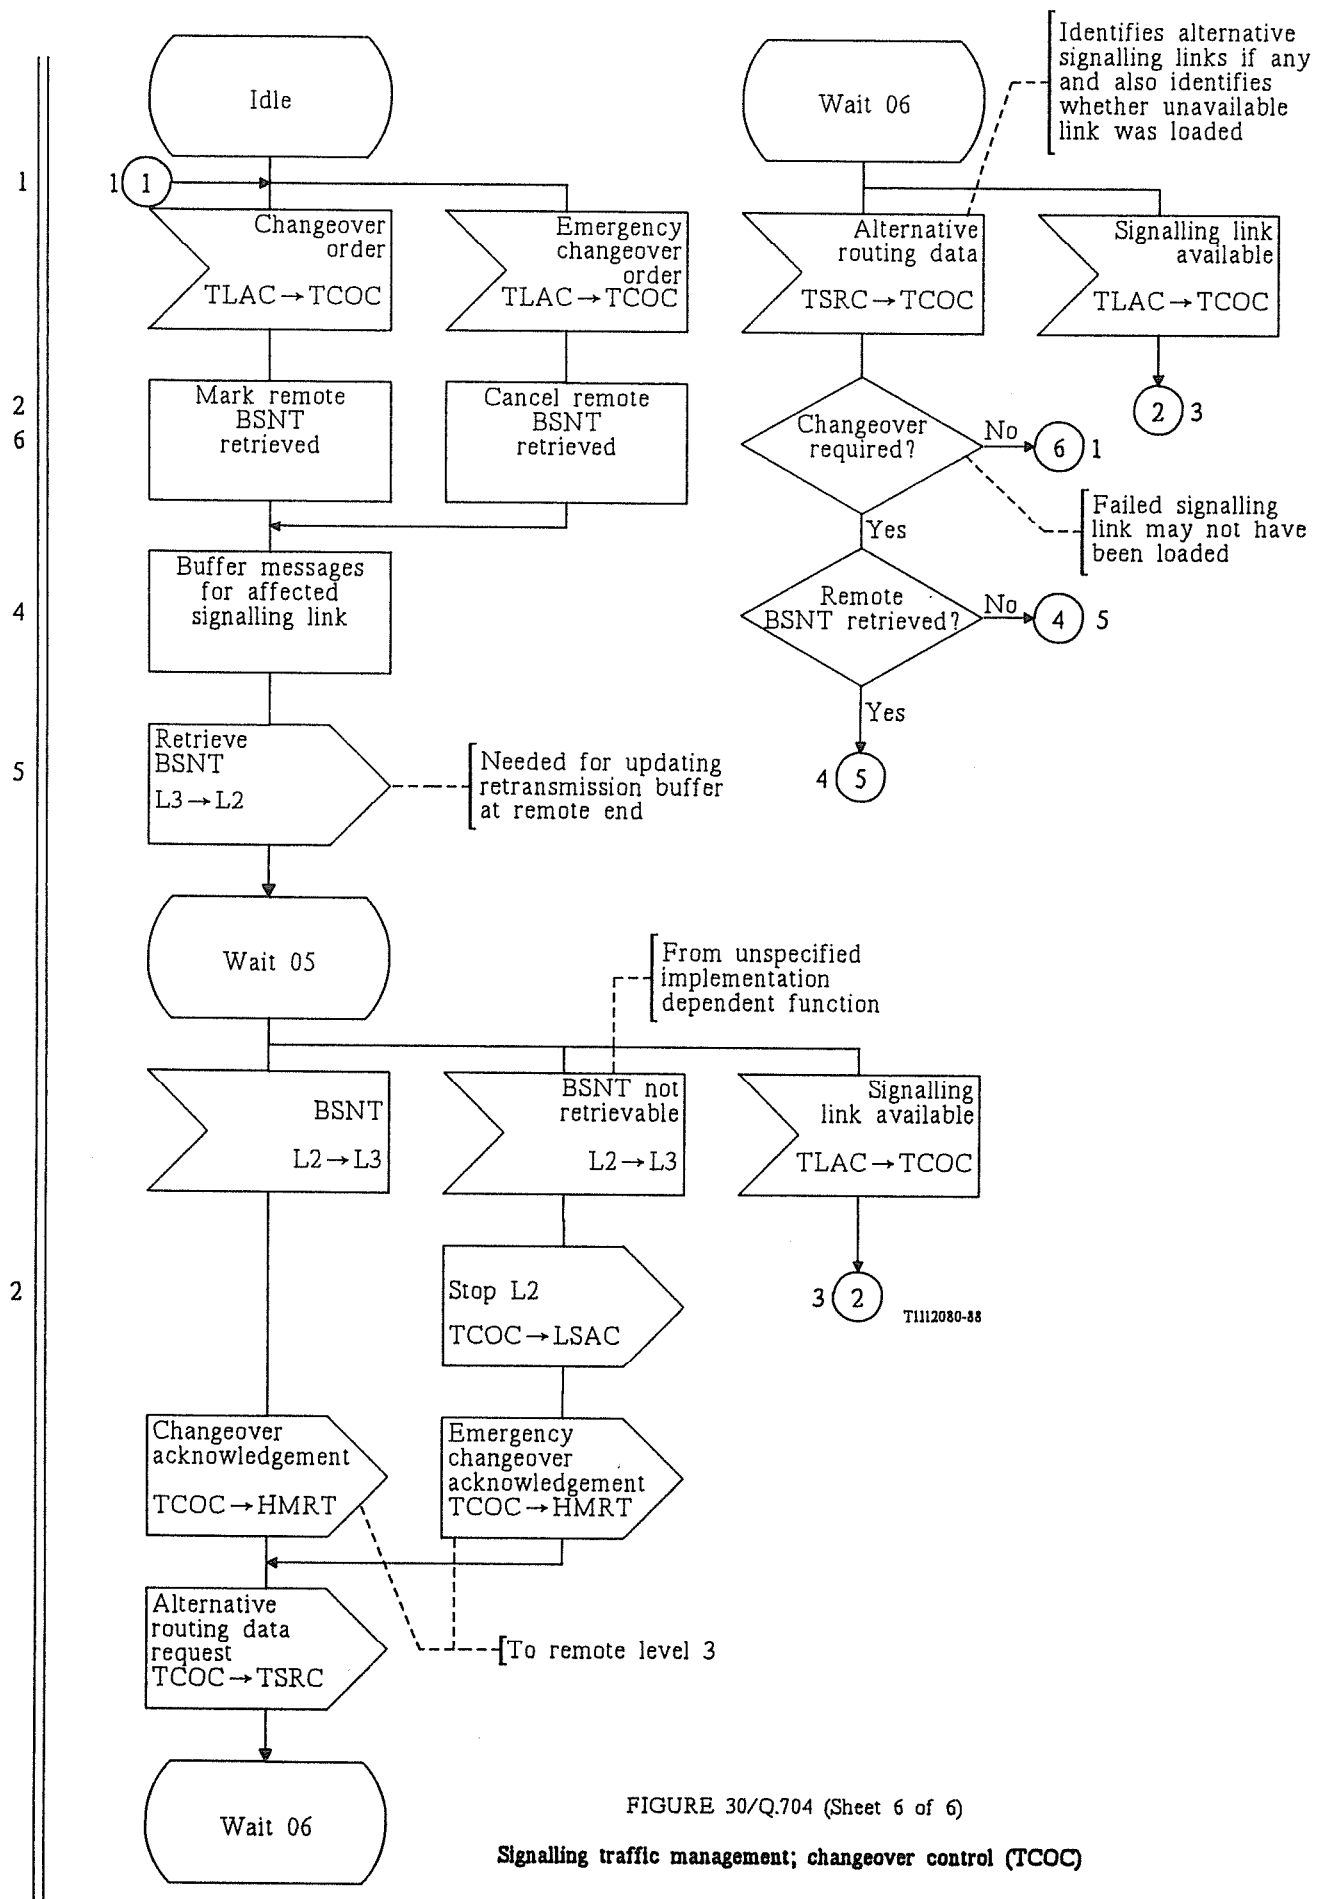 Idle
1
1
1
Changeover
order
TLAC→TCOC
Emergency
changeover
order
TLAC→TCOC
2
6
Mark remote
BSNT
retrieved
Cancel remote
BSNT
retrieved
4
Buffer messages
for affected
signalling link
5
Retrieve
BSNT
L3→L2
Needed for updating
retransmission buffer
at remote end
Wait 05
From unspecified
implementation
dependent function
BSNT
L2→L3
BSNT not
retrievable
L2→L3
Signalling
link available
TLAC→TCOC
2
Stop L2
TCOC→LSAC
3
2
T1112080-88
Changeover
acknowledgement
TCOC→HMRT
Emergency
changeover
acknowledgement
TCOC→HMRT
Alternative
routing data
request
TCOC→TSRC
To remote level 3
Wait 06
Wait 06
Identifies alternative
signalling links if any
and also identifies
whether unavailable
link was loaded
Alternative
routing data
TSRC→TCOC
Signalling link
available
TLAC→TCOC
2
3
Changeover
required?
No
6
1
Failed signalling
link may not have
been loaded
Yes
Remote
BSNT retrieved?
No
4
5
Yes
4
5
FIGURE 30/Q.704 (Sheet 6 of 6)
Signalling traffic management; changeover control (TCOC)